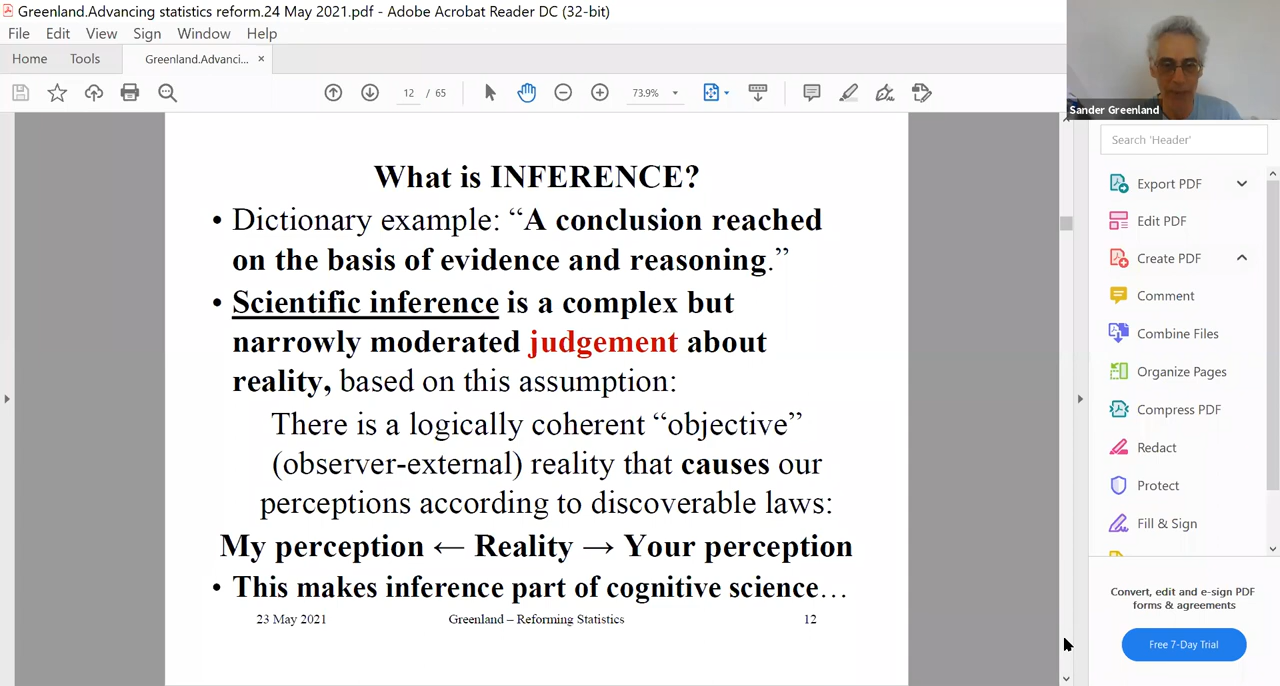 Greenland.Advancing statistics reform.24 May 2021.pdf - Adobe Acrobat Reader DC (32-bit)
File Edit View Sign Window Help
Home Tools Greenland.Advanci... ×
12 / 65 73.9%
Sander Greenland
What is INFERENCE?
• Dictionary example: “A conclusion reached
on the basis of evidence and reasoning.”
• Scientific inference is a complex but
narrowly moderated judgement about
reality, based on this assumption:
There is a logically coherent “objective”
(observer-external) reality that causes our
perceptions according to discoverable laws:
My perception ← Reality → Your perception
• This makes inference part of cognitive science…
23 May 2021 Greenland – Reforming Statistics 12
Search 'Header'
Export PDF
Edit PDF
Create PDF
Comment
Combine Files
Organize Pages
Compress PDF
Redact
Protect
Fill & Sign
Convert, edit and e-sign PDF
forms & agreements
Free 7-Day Trial